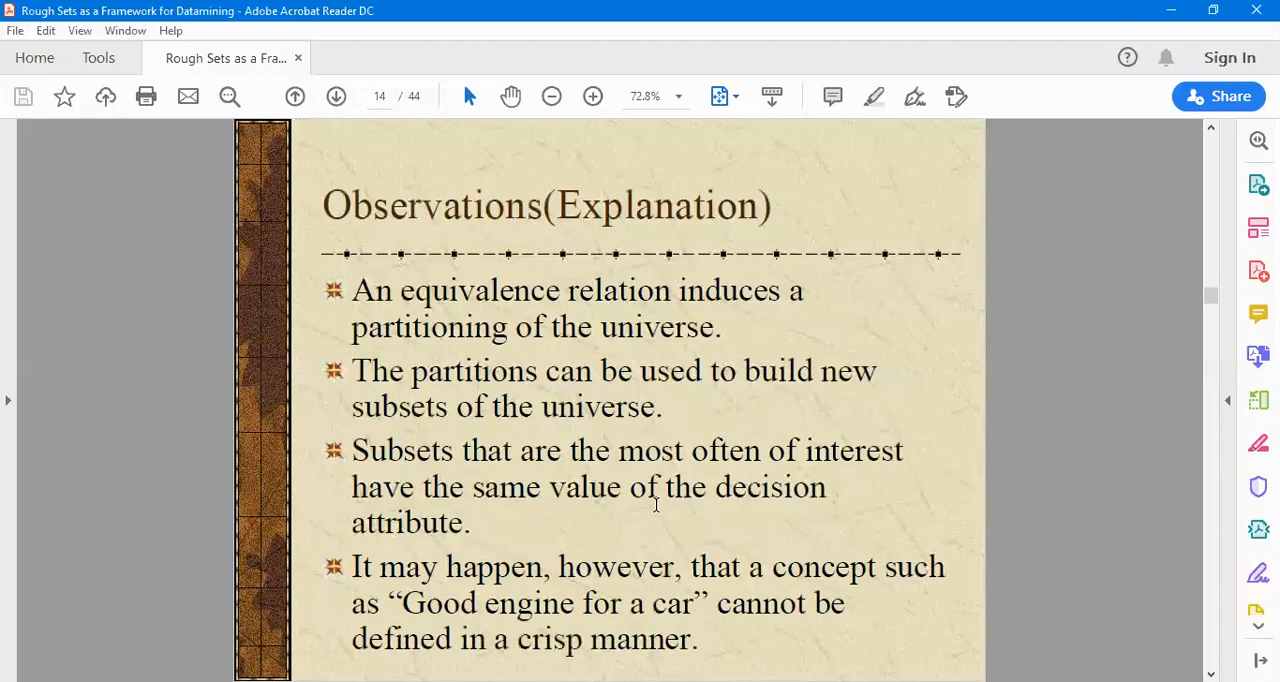 Rough Sets as a Framework for Datamining - Adobe Acrobat Reader DC
File Edit View Window Help
Home Tools Rough Sets as a Fra... × Sign In
14 / 44 72.8% Share
Observations(Explanation)
An equivalence relation induces a
partitioning of the universe.
The partitions can be used to build new
subsets of the universe.
Subsets that are the most often of interest
have the same value of the decision
attribute.
It may happen, however, that a concept such
as “Good engine for a car” cannot be
defined in a crisp manner.